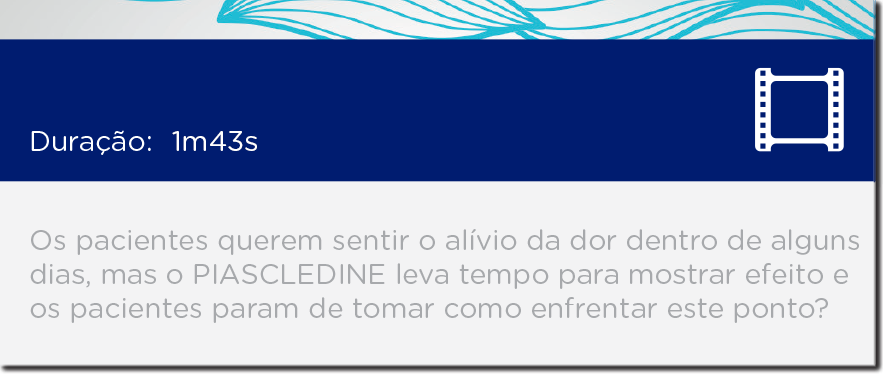 Duração: 1m43s
Os pacientes querem sentir o alívio da dor dentro de alguns
dias, mas o PIASCLEDINE leva tempo para mostrar efeito e
os pacientes param de tomar como enfrentar este ponto?